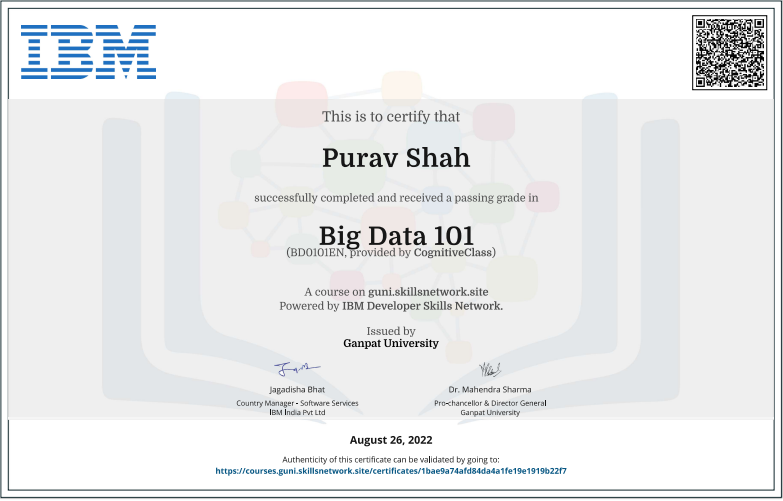 IBM
This is to certify that
Purav Shah
successfully completed and received a passing grade in
Big Data 101
(BD0101EN, provided by CognitiveClass)
A course on guni.skillsnetwork.site
Powered by IBM Developer Skills Network.
Issued by
Ganpat University
Jagadisha Bhat
Country Manager - Software Services
IBM India Pvt Ltd
Dr. Mahendra Sharma
Pro-chancellor & Director General
Ganpat University
August 26, 2022
Authenticity of this certificate can be validated by going to:
https://courses.guni.skillsnetwork.site/certificates/1bae9a74afd84da4a1fe19e1919b22f7